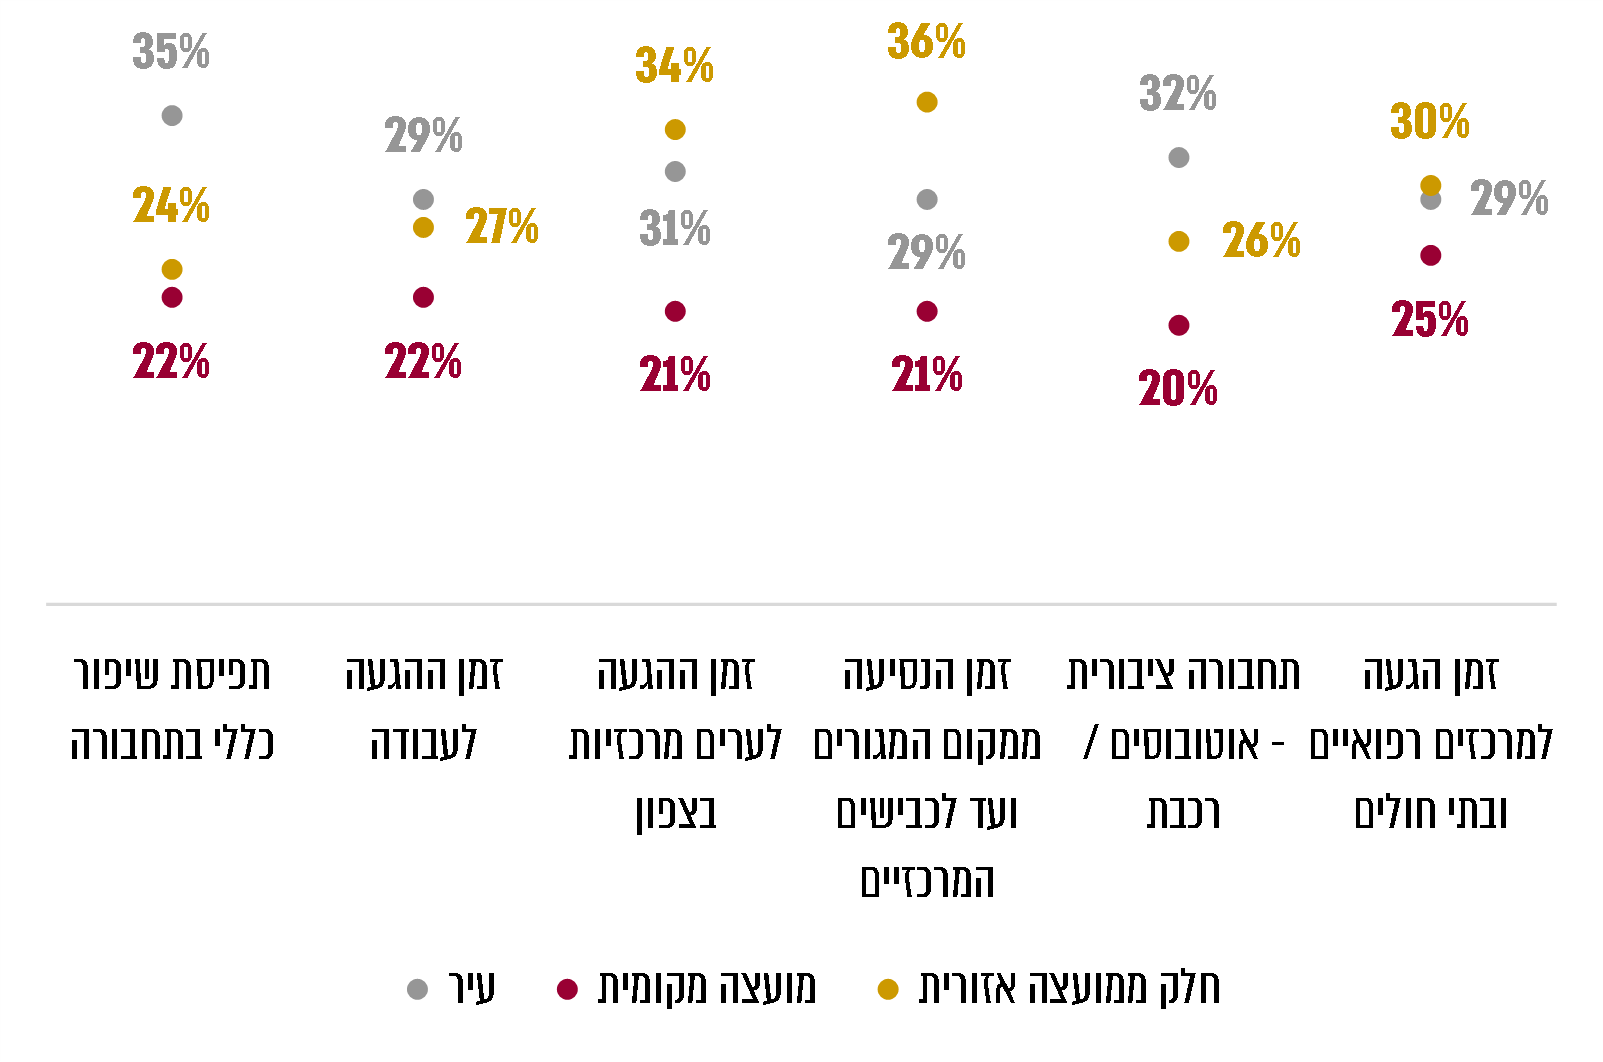 35%
24%
22%
29%
27%
22%
34%
31%
21%
36%
29%
21%
32%
26%
20%
30%
29%
25%
תפיסת שיפור
כללי בתחבורה
זמן ההגעה
לעבודה
זמן ההגעה
לערים מרכזיות
בצפון
זמן הנסיעה
ממקום המגורים
ועד לכבישים
המרכזיים
תחבורה ציבורית
- אוטובוסים /
רכבת
זמן הגעה
למרכזים רפואיים
ובתי חולים
עיר
מועצה מקומית
חלק ממועצה אזורית